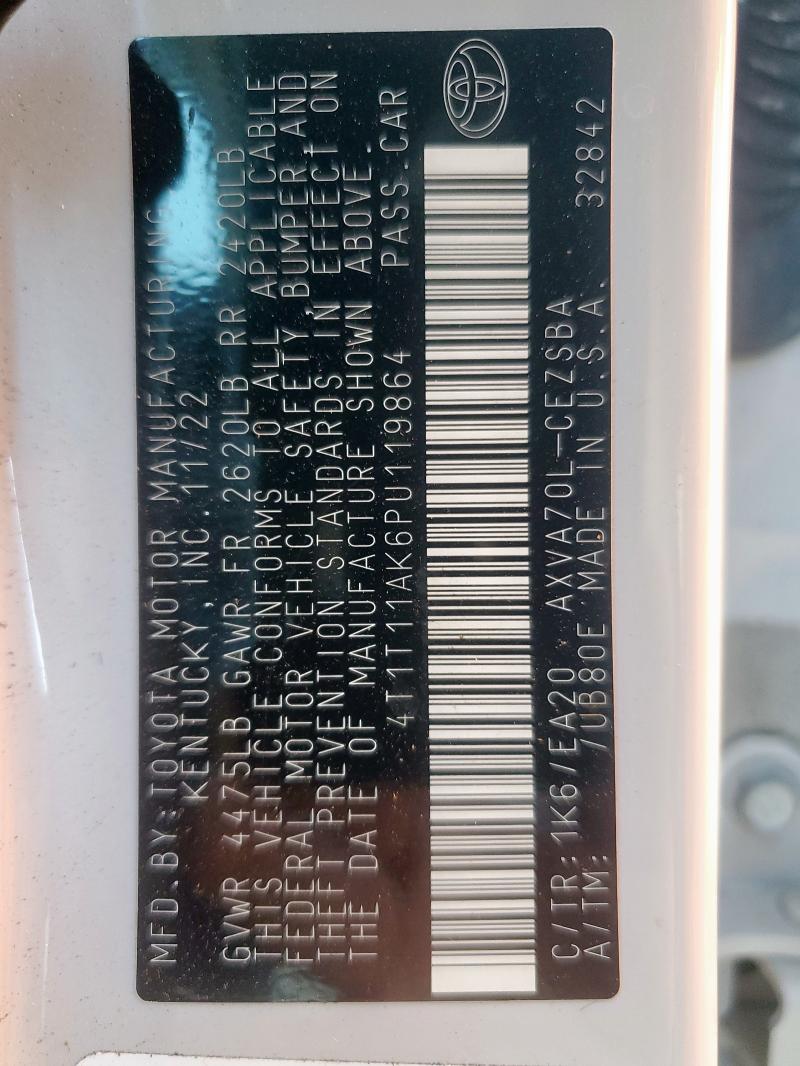 MFD.BY:TOYOTA MOTOR MANUFACTURING
KENTUCKY, INC. 11/22
GVWR 4475LB GAWR FR 2620LB RR 2420LB
THIS VEHICLE CONFORMS TO ALL APPLICABLE
FEDERAL MOTOR VEHICLE SAFETY, BUMPER,AND
THEFT PREVENTION STANDARDS IN EFFECT ON
THE DATE OF MANUFACTURE SHOWN ABOVE.
4T1T11AK6PU119864 PASS.CAR
C/TR: 1K6/EA20 AXVA70L-CEZSBA
A/TM: /UB80E MADE IN U.S.A. 32842